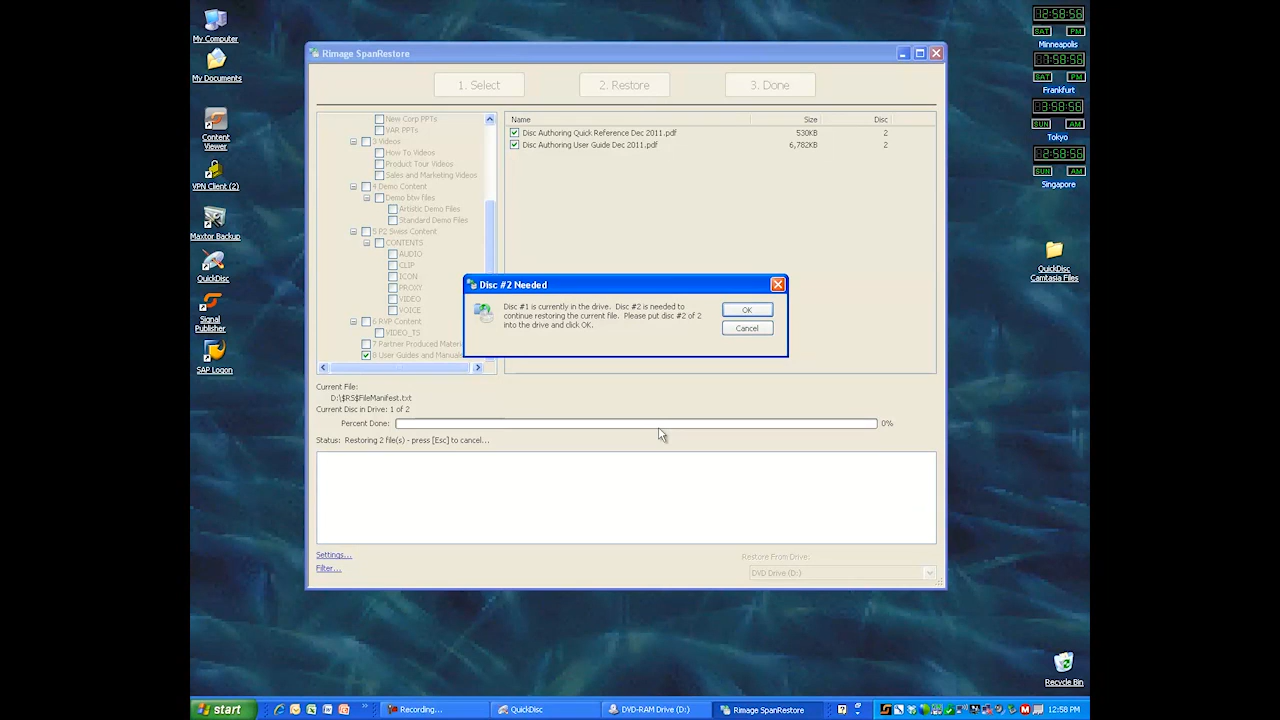 My Computer
My Documents
Content
Viewer
VPN Client (2)
Maxtor Backup
QuickDisc
Signal
Publisher
SAP Logon
Rimage SpanRestore
1. Select
2. Restore
3. Done
New Corp PPTs
VAR PPTs
3 Videos
How To Videos
Product Tour Videos
Sales and Marketing Videos
4 Demo Content
Demo btw files
Artistic Demo Files
Standard Demo Files
5 P2 Swiss Content
CONTENTS
AUDIO
CLIP
ICON
PROXY
VIDEO
VOICE
6 RXP Content
VIDEO_TS
7 Partner Produced Materi
8 User Guides and Manuals
Name Size Disc
Disc Authoring Quick Reference Dec 2011.pdf 530KB 2
Disc Authoring User Guide Dec 2011.pdf 6,782KB 2
Disc #2 Needed
Disc #1 is currently in the drive. Disc #2 is needed to
continue restoring the current file. Please put disc #2 of 2
into the drive and click OK.
OK
Cancel
Current File:
D:\$RS$FileManifest.txt
Current Disc in Drive: 1 of 2
Percent Done: 0%
Status: Restoring 2 file(s) - press [Esc] to cancel...
Settings...
Filter...
Restore From Drive:
DVD Drive (D:)
12:58:56
SAT PM
Minneapolis
7:58:56
SAT PM
Frankfurt
3:58:56
SUN AM
Tokyo
2:58:56
SUN AM
Singapore
QuickDisc
Camtasia Files
Recycle Bin
start
Recording...
QuickDisc
DVD-RAM Drive (D:)
Rimage SpanRestore
12:58 PM